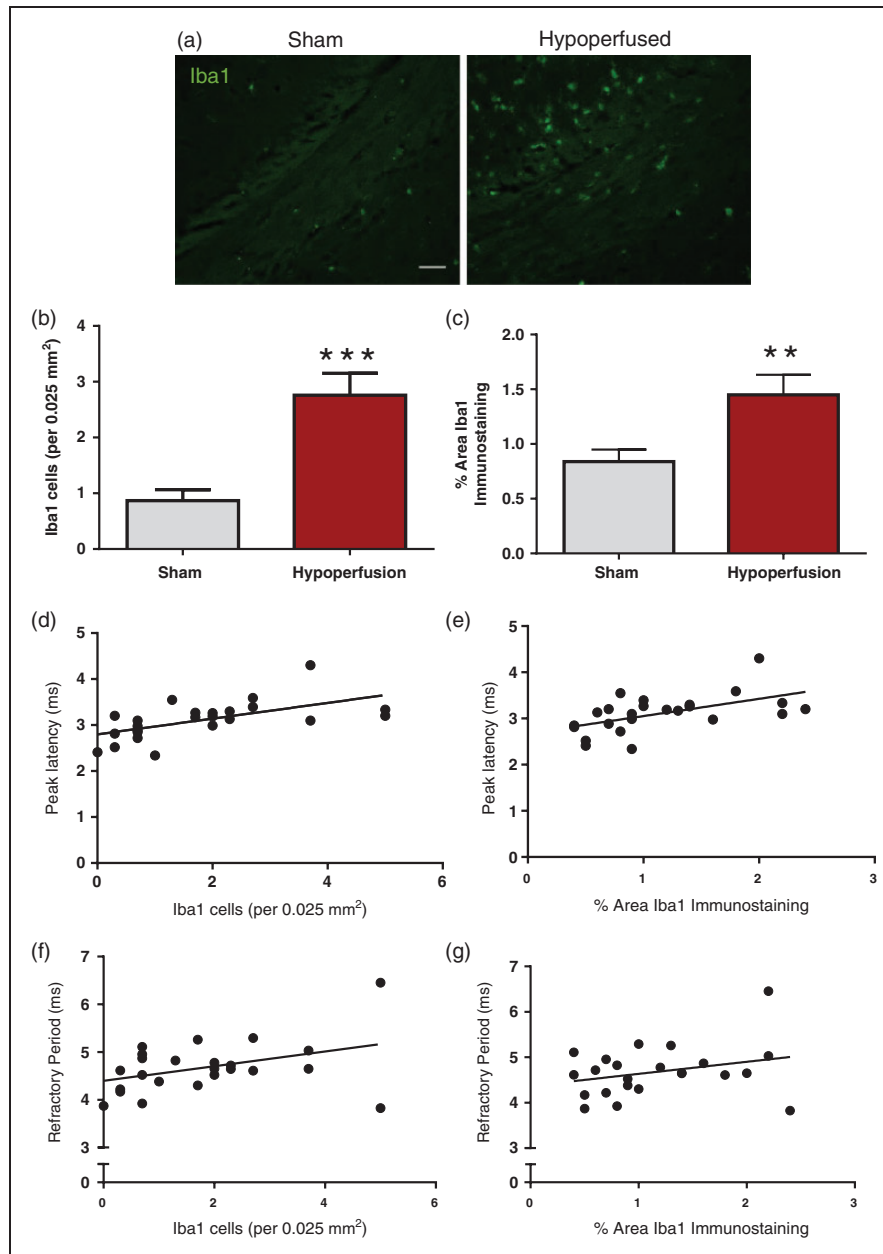 (a) Sham Hypoperfused
Iba1
(b)
Iba1 cells (per 0.025 mm²)
4
3
2
1
0
***
Sham Hypoperfusion
(c)
% Area Iba1
Immunostaining
2.0
1.5
1.0
0.5
0.0
**
Sham Hypoperfusion
(d)
Peak latency (ms)
5
4
3
2
1
0
0 2 4 6
Iba1 cells (per 0.025 mm²)
(e)
Peak latency (ms)
5
4
3
2
1
0
0 1 2 3
% Area Iba1 Immunostaining
(f)
Refractory Period (ms)
7
6
5
4
3
0
0 2 4 6
Iba1 cells (per 0.025 mm²)
(g)
Refractory Period (ms)
7
6
5
4
3
0
0 1 2 3
% Area Iba1 Immunostaining